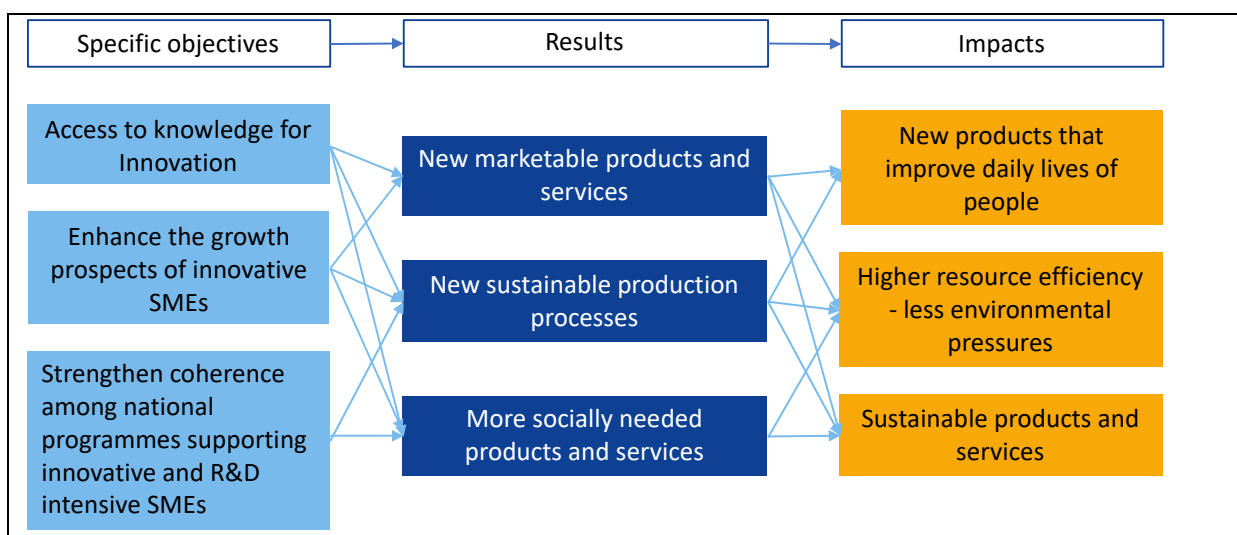 Specific objectives
Results
Impacts
Access to knowledge for
Innovation
Enhance the growth
prospects of innovative
SMEs
Strengthen coherence
among national
programmes supporting
innovative and R&D
intensive SMEs
New marketable products and
services
New sustainable production
processes
More socially needed
products and services
New products that
improve daily lives of
people
Higher resource efficiency
- less environmental
pressures
Sustainable products and
services